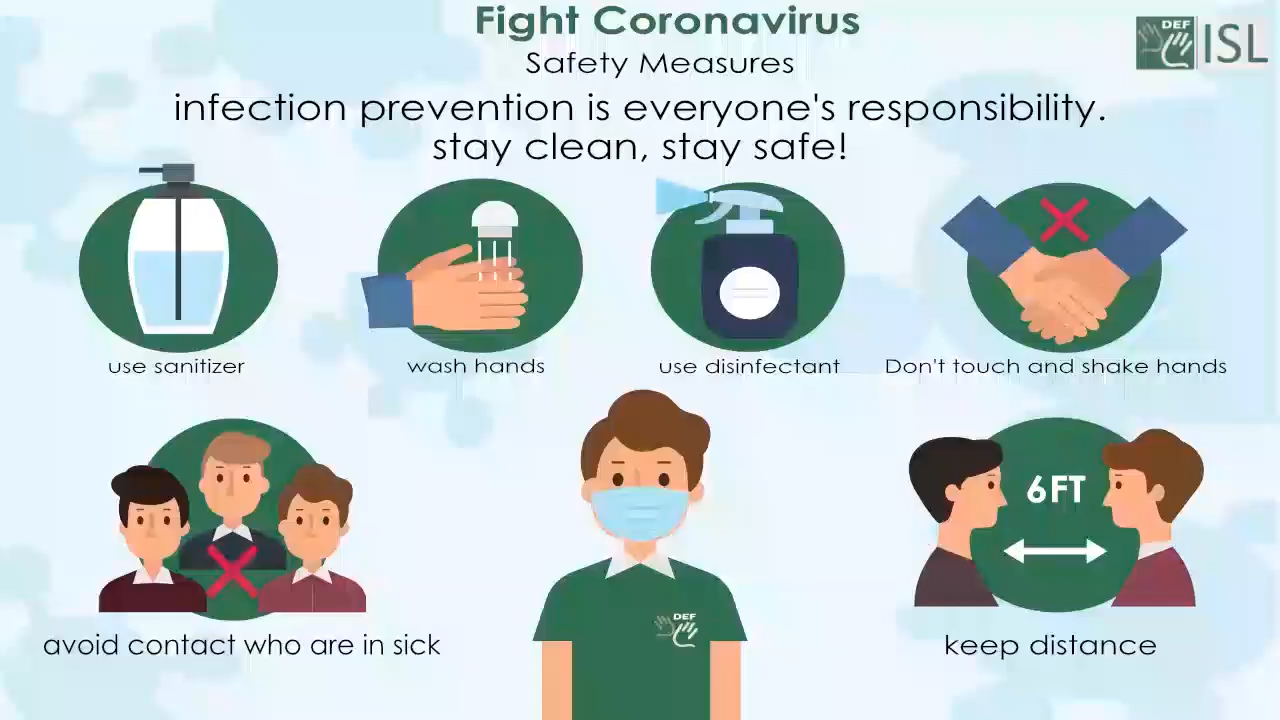 Fight Coronavirus
DEF
ISL
Safety Measures
infection prevention is everyone's responsibility.
stay clean, stay safe!
use sanitizer
wash hands
use disinfectant
Don't touch and shake hands
6FT
DEF
avoid contact who are in sick
keep distance